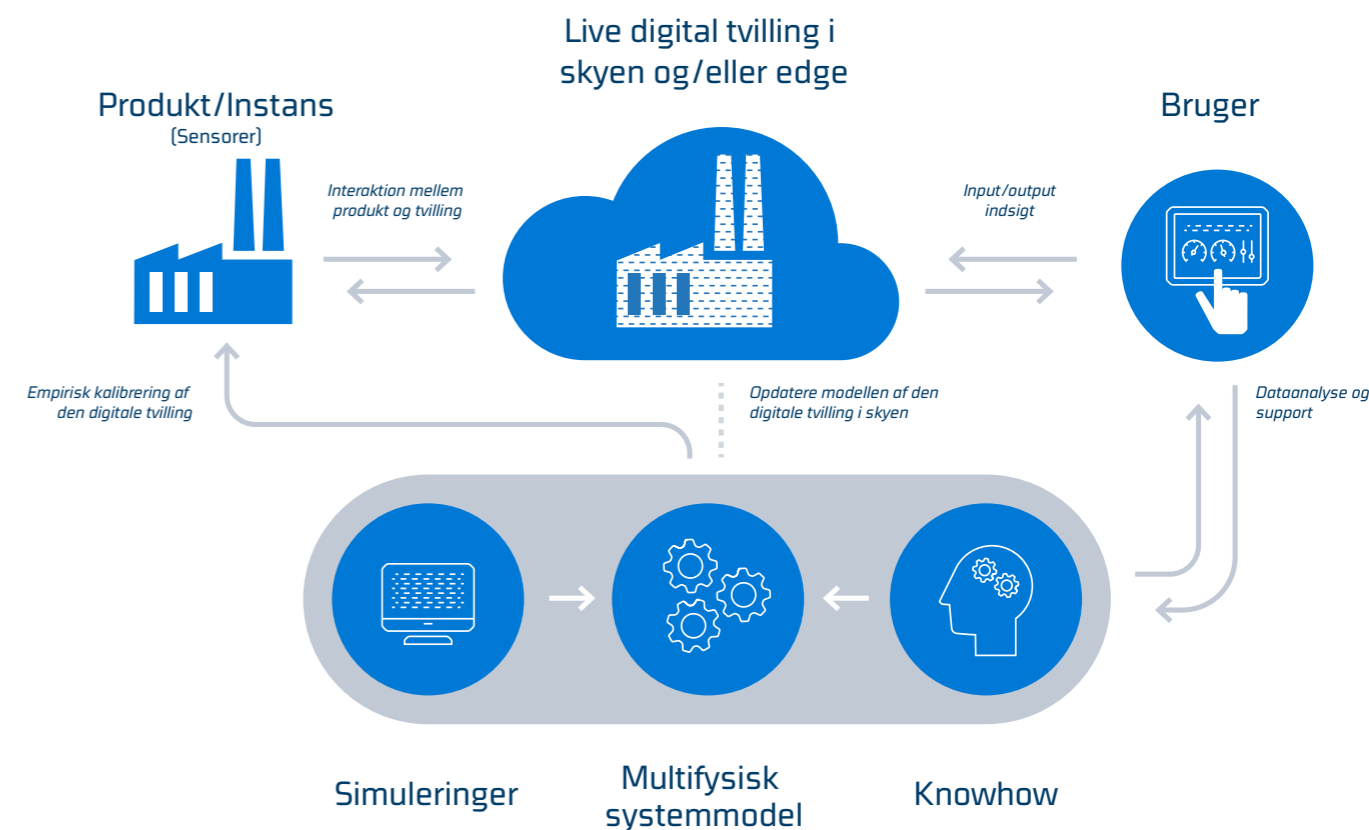 Live digital tvilling i
skyen og/eller edge
Produkt/Instans
(Sensorer)
Bruger
Interaktion mellem
produkt og tvilling
Input/output
indsigt
Empirisk kalibrering af
den digitale tvilling
Opdatere modellen af den
digitale tvilling i skyen
Dataanalyse og
support
Simuleringer
Multifysisk
systemmodel
Knowhow